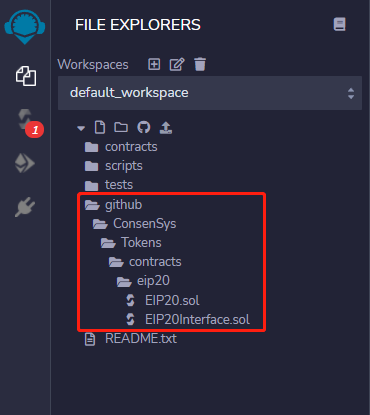 FILE EXPLORERS
Workspaces
default_workspace
contracts
scripts
tests
github
ConsenSys
Tokens
contracts
eip20
EIP20.sol
EIP20Interface.sol
README.txt
1